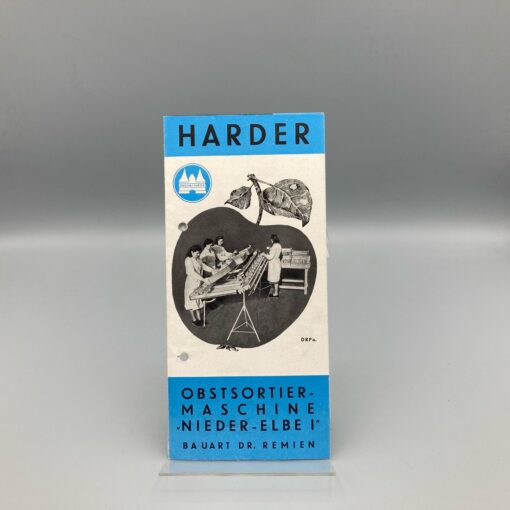 HARDER
DRPa.
OBSTSORTIER-
MASCHINE
„NIEDER-ELBE I"
BAUART DR. REMIEN